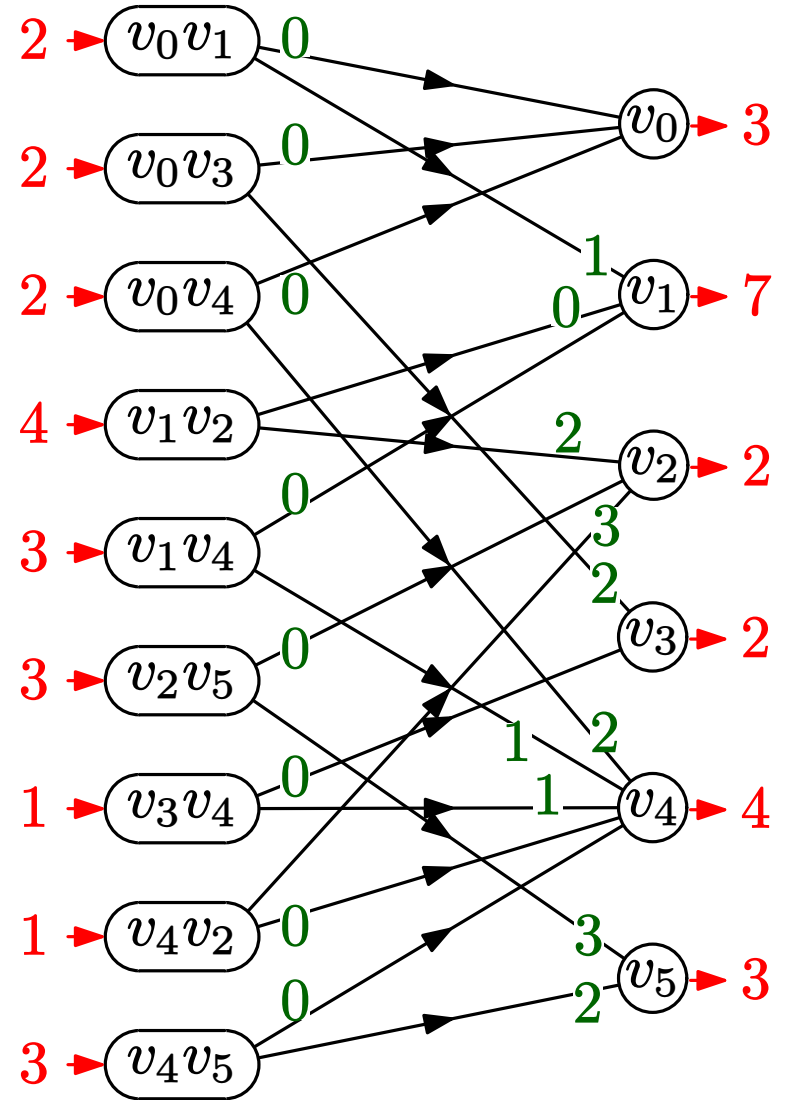 2 v₀v₁ 0
v₀ 3
2 v₀v₃ 0
1
v₁ 7
2 v₀v₄ 0
0
4 v₁v₂ 2
v₂ 2
3 v₁v₄ 0
3
2
v₃ 2
3 v₂v₅ 0
2
1
1 v₃v₄ 0
1
v₄ 4
1 v₄v₂ 0
3
v₅ 3
2
3 v₄v₅ 0